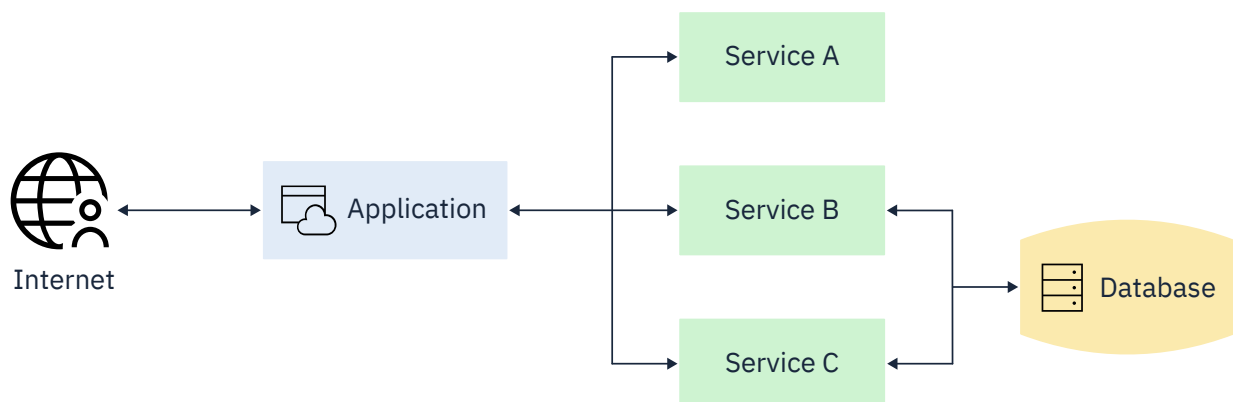 Internet
Application
Service A
Service B
Service C
Database